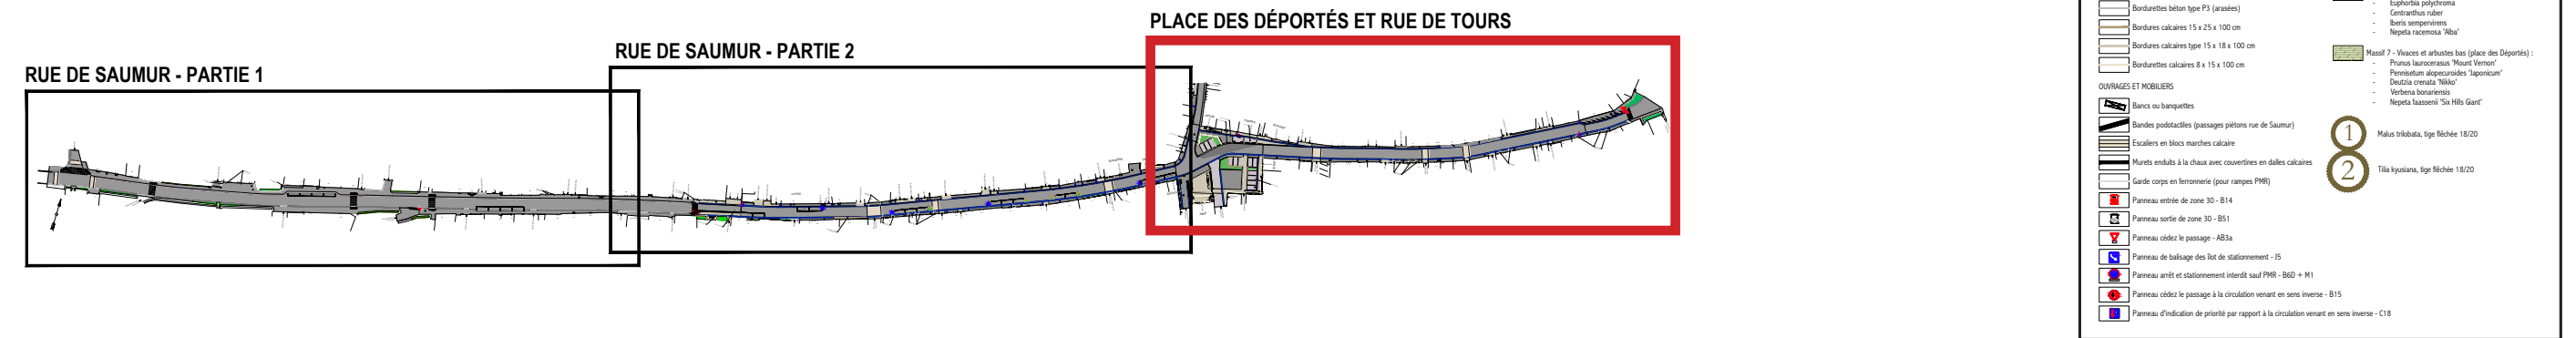 PLACE DES DÉPORTÉS ET RUE DE TOURS
RUE DE SAUMUR - PARTIE 2
RUE DE SAUMUR - PARTIE 1
Bordurettes béton type P3 (arasées)
Bordures calcaires 15 x 25 x 100 cm
Bordures calcaires type 15 x 18 x 100 cm
Bordurettes calcaires 8 x 15 x 100 cm
OUVRAGES ET MOBILIERS
Bancs ou banquettes
Bandes podotactiles (passages piétons rue de Saumur)
Escaliers en blocs marches calcaire
Murets enduits à la chaux avec couvertines en dalles calcaires
Garde corps en ferronnerie (pour rampes PMR)
Panneau entrée de zone 30 - B14
Panneau sortie de zone 30 - B51
Panneau cédez le passage - AB3a
Panneau de balisage des îlot de stationnement - J5
Panneau arrêt et stationnement interdit sauf PMR - B6D + M1
Panneau cédez le passage à la circulation venant en sens inverse - B15
Panneau d'indication de priorité par rapport à la circulation venant en sens inverse - C18
- Euphorbia polychroma
- Centranthus ruber
- Iberis sempervirens
- Nepeta racemosa 'Alba'
Massif 7 - Vivaces et arbustes bas (place des Déportés) :
- Prunus laurocerasus 'Mount Vernon'
- Pennisetum alopecuroides 'Japonicum'
- Deutzia crenata 'Nikko'
- Verbena bonariensis
- Nepeta faassenii 'Six Hills Giant'
1 Malus trilobata, tige fléchée 18/20
2 Tilia kyusiana, tige fléchée 18/20